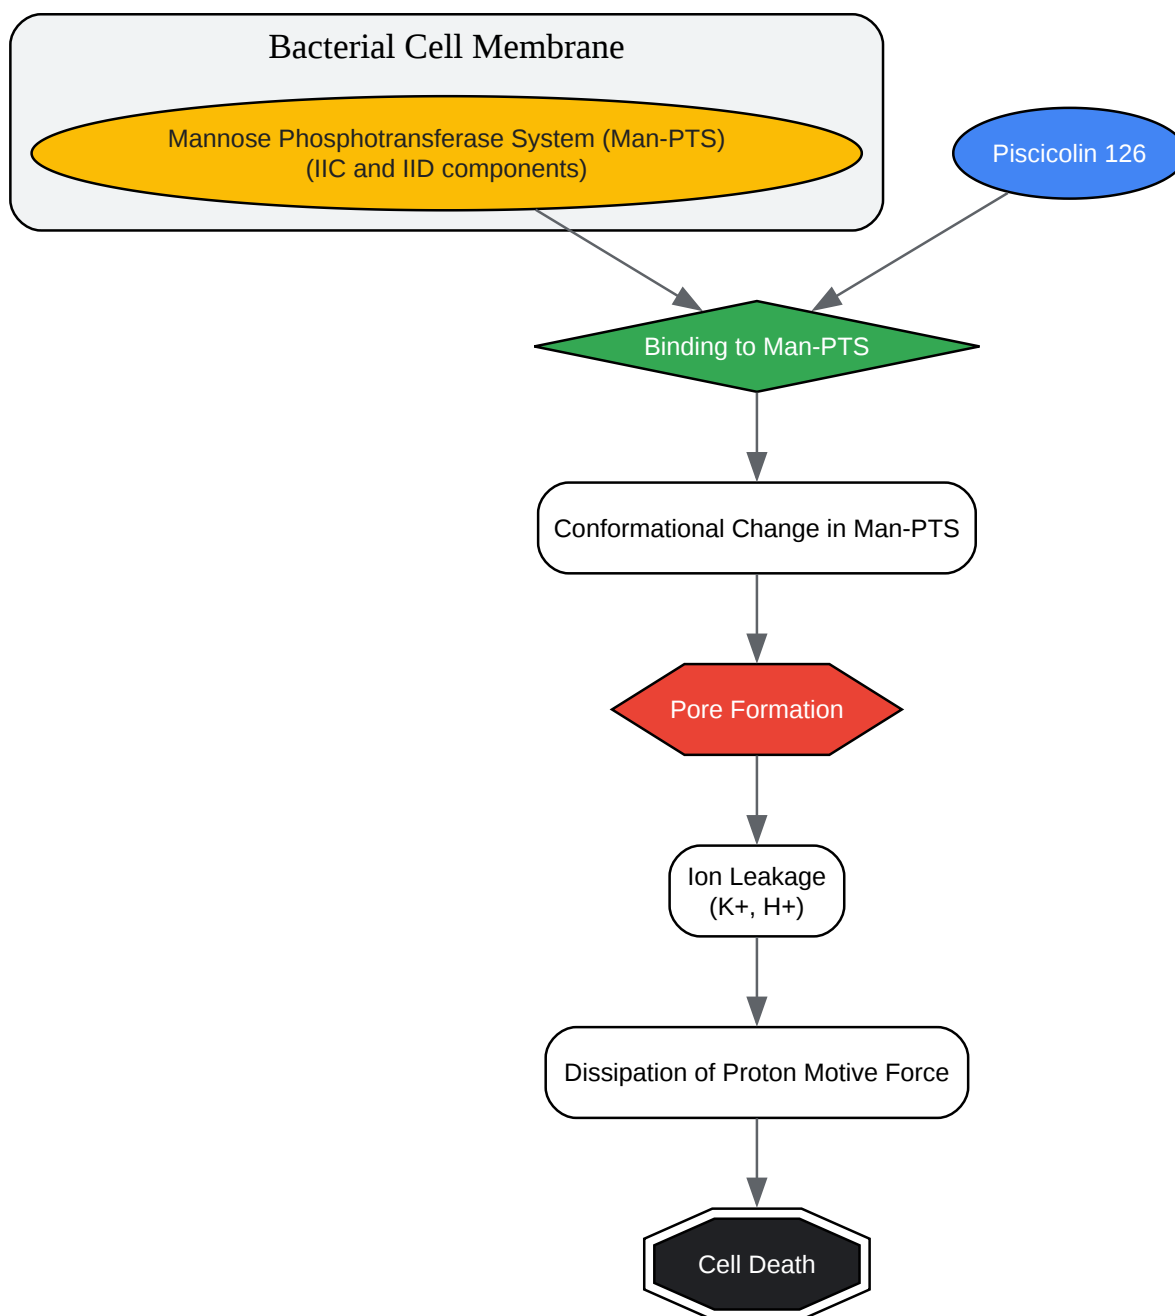 Bacterial Cell Membrane
Mannose Phosphotransferase System (Man-PTS)
(IIC and IID components)
Piscicolin 126
Binding to Man-PTS
Conformational Change in Man-PTS
Pore Formation
Ion Leakage
(K+, H+)
Dissipation of Proton Motive Force
Cell Death